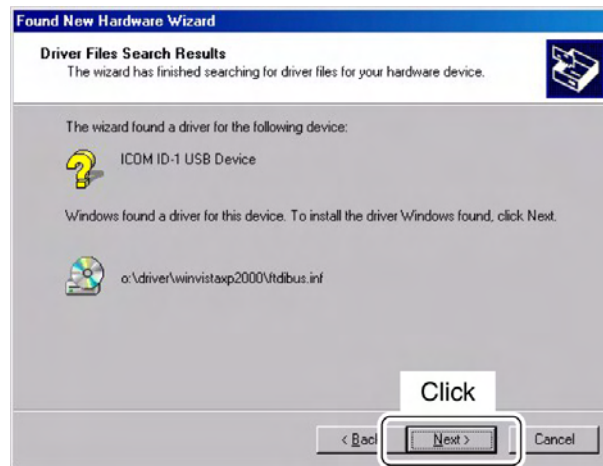 Found New Hardware Wizard
Driver Files Search Results
The wizard has finished searching for driver files for your hardware device.
The wizard found a driver for the following device:
ICOM ID-1 USB Device
Windows found a driver for this device. To install the driver Windows found, click Next.
o:\driver\winvistaxp2000\ftdibus.inf
Click
< Bac
Next >
Cancel